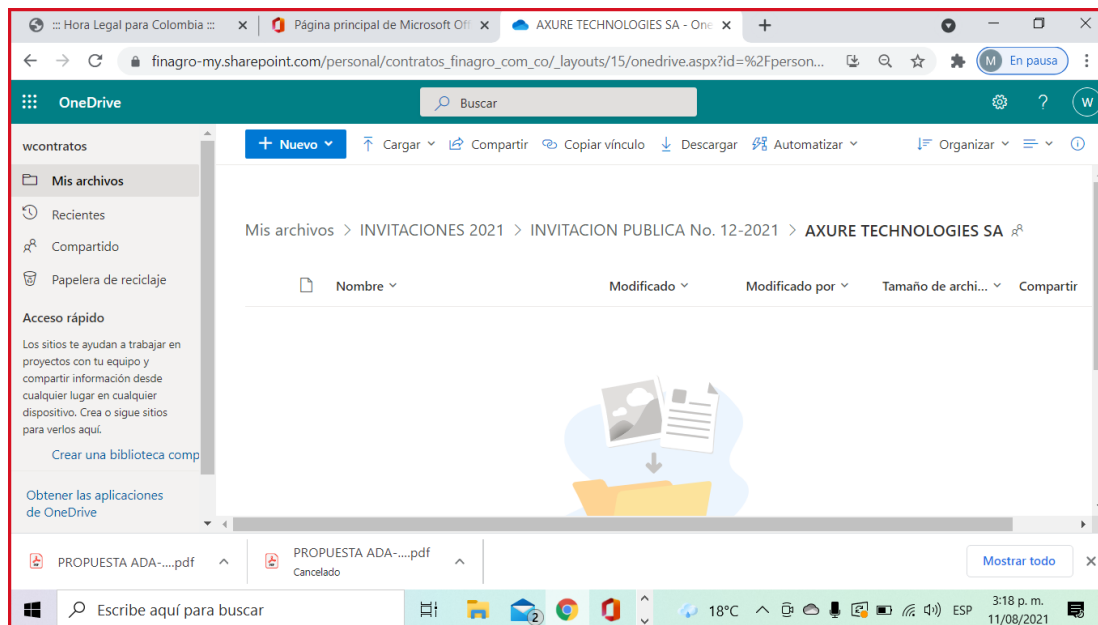 ::: Hora Legal para Colombia :::
Página principal de Microsoft Off
AXURE TECHNOLOGIES SA - One
finagro-my.sharepoint.com/personal/contratos_finagro_com_co/_layouts/15/onedrive.aspx?id=%2Fperson...
M En pausa
OneDrive
Buscar
? W
wcontratos
Nuevo Cargar Compartir Copiar vínculo Descargar Automatizar Organizar
Mis archivos
Recientes
Compartido
Papelera de reciclaje
Mis archivos > INVITACIONES 2021 > INVITACION PUBLICA No. 12-2021 > AXURE TECHNOLOGIES SA
Nombre Modificado Modificado por Tamaño de archi... Compartir
Acceso rápido
Los sitios te ayudan a trabajar en
proyectos con tu equipo y
compartir información desde
cualquier lugar en cualquier
dispositivo. Crea o sigue sitios
para verlos aquí.
Crear una biblioteca comp
Obtener las aplicaciones
de OneDrive
PROPUESTA ADA-....pdf
PROPUESTA ADA-....pdf
Cancelado
Mostrar todo
Escribe aquí para buscar
2
18°C
ESP
3:18 p. m.
11/08/2021